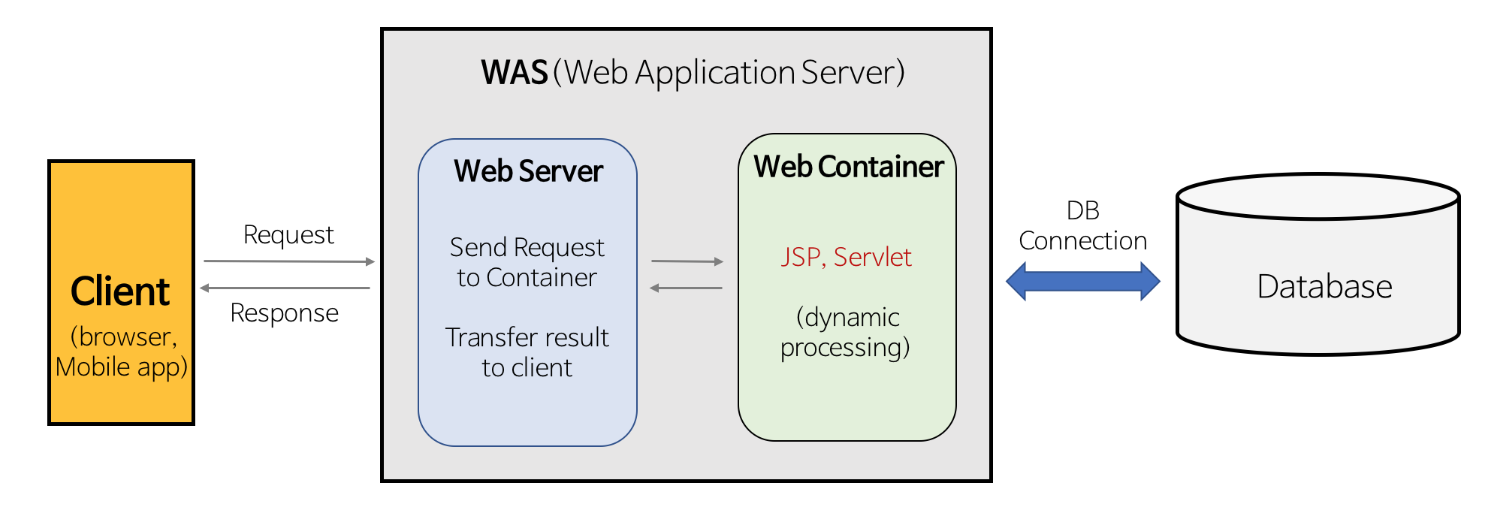 WAS(Web Application Server)
Client
(browser,
Mobile app)
Request
Response
Web Server
Send Request
to Container
Transfer result
to client
Web Container
JSP, Servlet
(dynamic
processing)
DB
Connection
Database